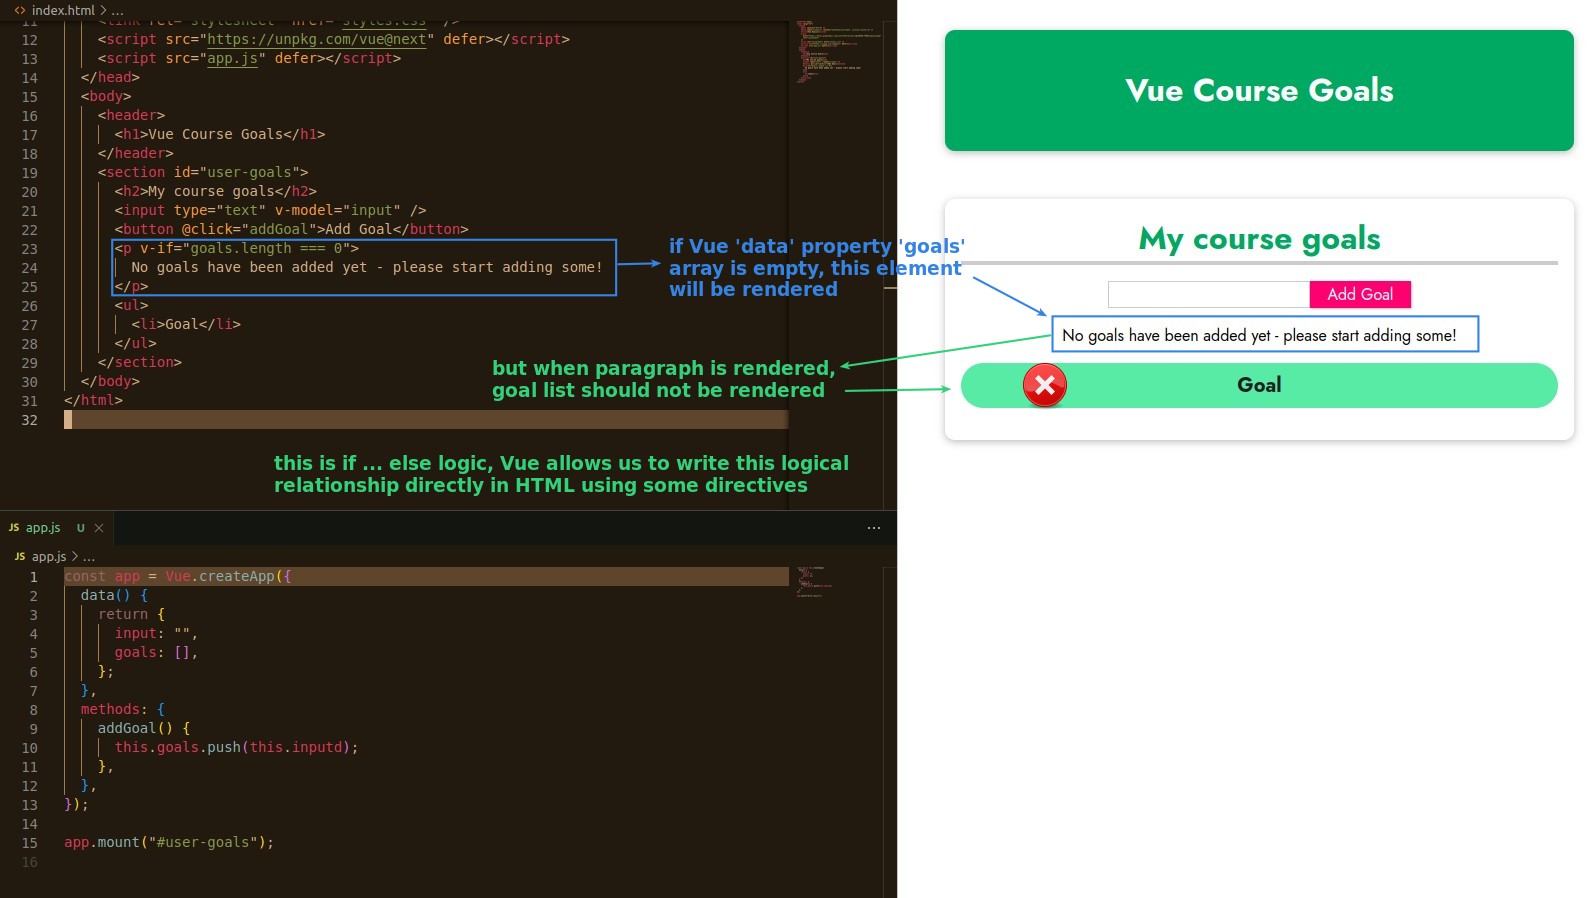 index.html > ...
11 <link rel="stylesheet" href="styles.css" />
12 <script src="https://unpkg.com/vue@next" defer></script>
13 <script src="app.js" defer></script>
14 </head>
15 <body>
16 <header>
17 <h1>Vue Course Goals</h1>
18 </header>
19 <section id="user-goals">
20 <h2>My course goals</h2>
21 <input type="text" v-model="input" />
22 <button @click="addGoal">Add Goal</button>
23 <p v-if="goals.length === 0">
24 No goals have been added yet - please start adding some!
25 </p>
26 <ul>
27 <li>Goal</li>
28 </ul>
29 </section>
30 </body>
31 </html>
32
if Vue 'data' property 'goals'
array is empty, this element
will be rendered
but when paragraph is rendered,
goal list should not be rendered
this is if ... else logic, Vue allows us to write this logical
relationship directly in HTML using some directives
JS app.js U ×
...
JS app.js > ...
1 const app = Vue.createApp({
2 data() {
3 return {
4 input: "",
5 goals: [],
6 };
7 },
8 methods: {
9 addGoal() {
10 this.goals.push(this.inputd);
11 },
12 },
13 });
14
15 app.mount("#user-goals");
16
Vue Course Goals
My course goals
Add Goal
No goals have been added yet - please start adding some!
Goal